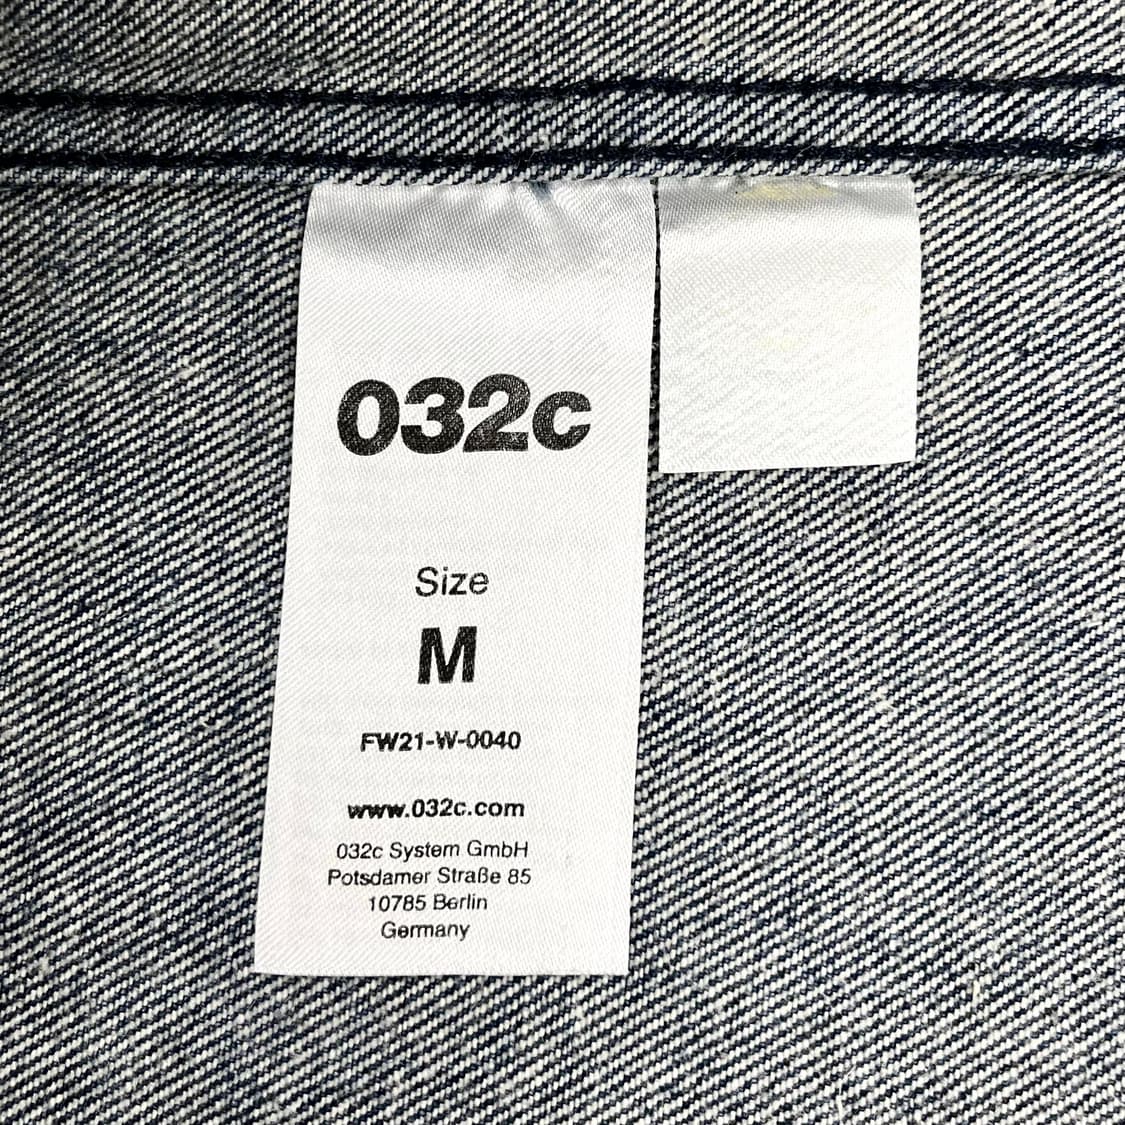 032c
Size
M
FW21-W-0040
www.032c.com
032c System GmbH
Potsdamer Straße 85
10785 Berlin
Germany